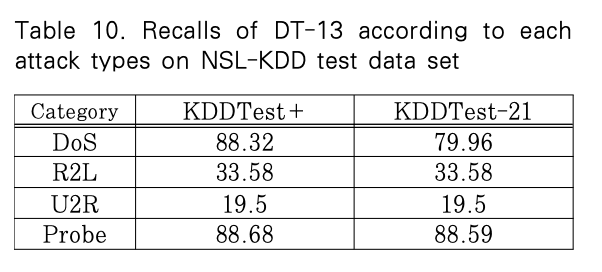 Table 10. Recalls of DT-13 according to each
attack types on NSL-KDD test data set
Category KDDTest+ KDDTest-21
DoS 88.32 79.96
R2L 33.58 33.58
U2R 19.5 19.5
Probe 88.68 88.59